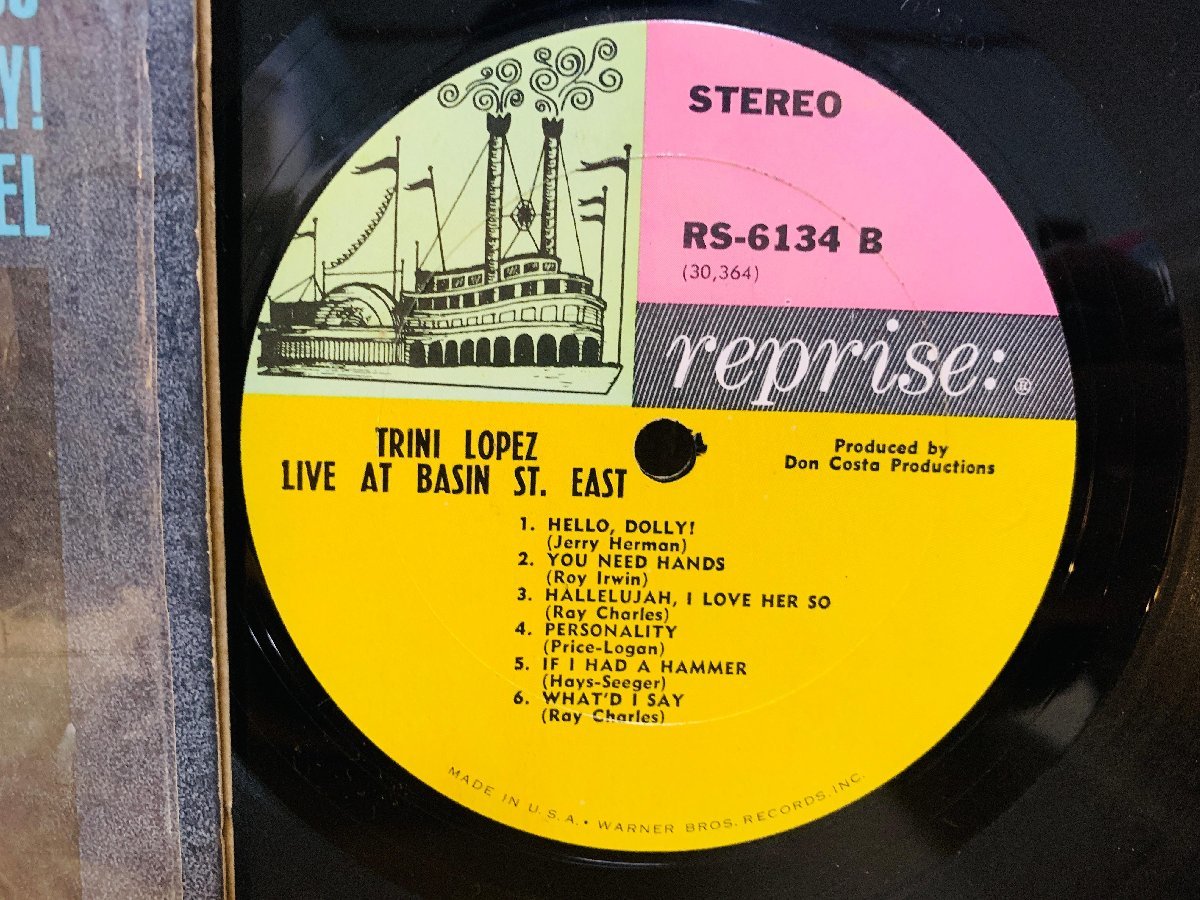 Y!
EL
STEREO
RS-6134 B
(30,364)
reprise: ®
TRINI LOPEZ
LIVE AT BASIN ST. EAST
Produced by
Don Costa Productions
1. HELLO, DOLLY!
(Jerry Herman)
2. YOU NEED HANDS
(Roy Irwin)
3. HALLELUJAH, I LOVE HER SO
(Ray Charles)
4. PERSONALITY
(Price-Logan)
5. IF I HAD A HAMMER
(Hays-Seeger)
6. WHAT'D I SAY
(Ray Charles)
MADE IN U.S.A. • WARNER BROS. RECORDS, INC.